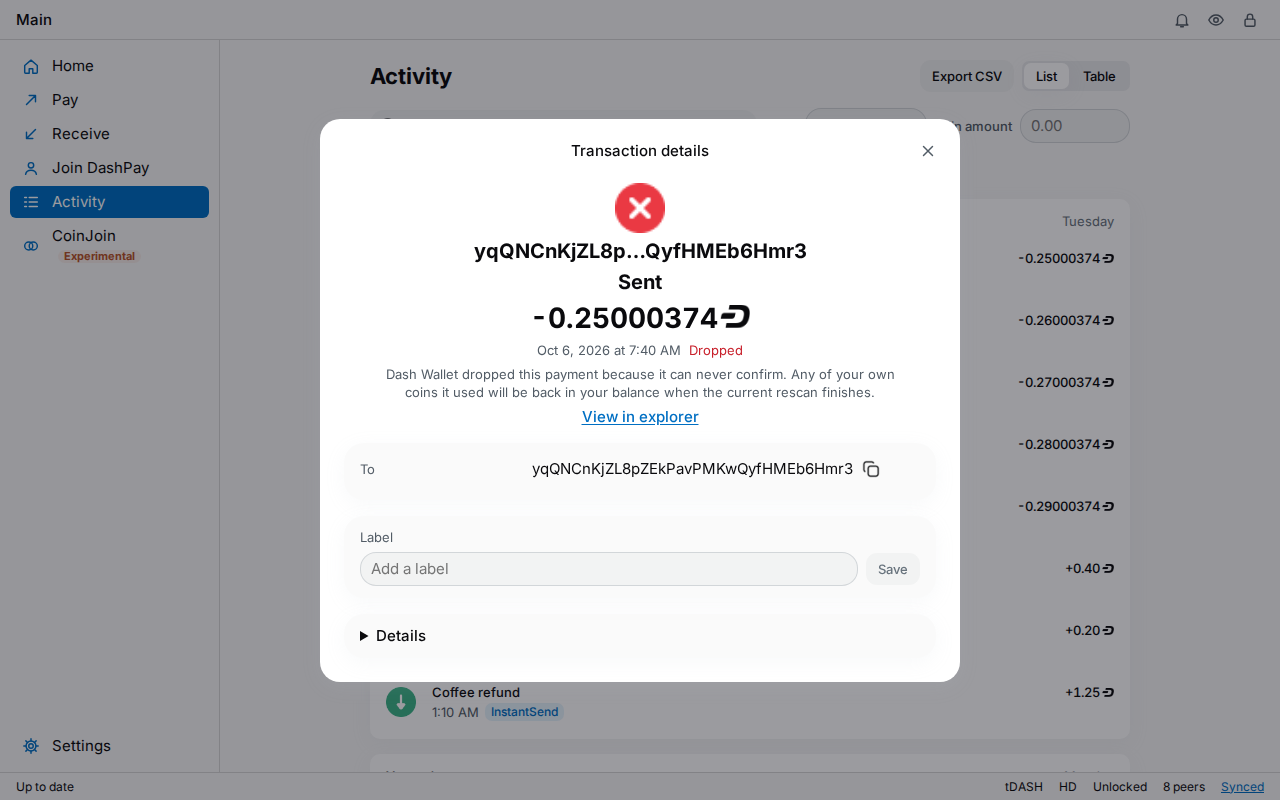 Main
Home
Pay
Receive
Join DashPay
Activity
CoinJoin
Experimental
Settings
Activity
Export CSV
List
Table
amount
0.00
Tuesday
-0.25000374
-0.26000374
-0.27000374
-0.28000374
-0.29000374
+0.40
+0.20
Coffee refund
+1.25
1:10 AM InstantSend
Transaction details
yqQNCnKjZL8p...QyfHMEb6Hmr3
Sent
-0.25000374
Oct 6, 2026 at 7:40 AM Dropped
Dash Wallet dropped this payment because it can never confirm. Any of your own
coins it used will be back in your balance when the current rescan finishes.
View in explorer
To yqQNCnKjZL8pZEkPavPMKwQyfHMEb6Hmr3
Label
Add a label
Save
Details
Up to date
tDASH HD Unlocked 8 peers Synced